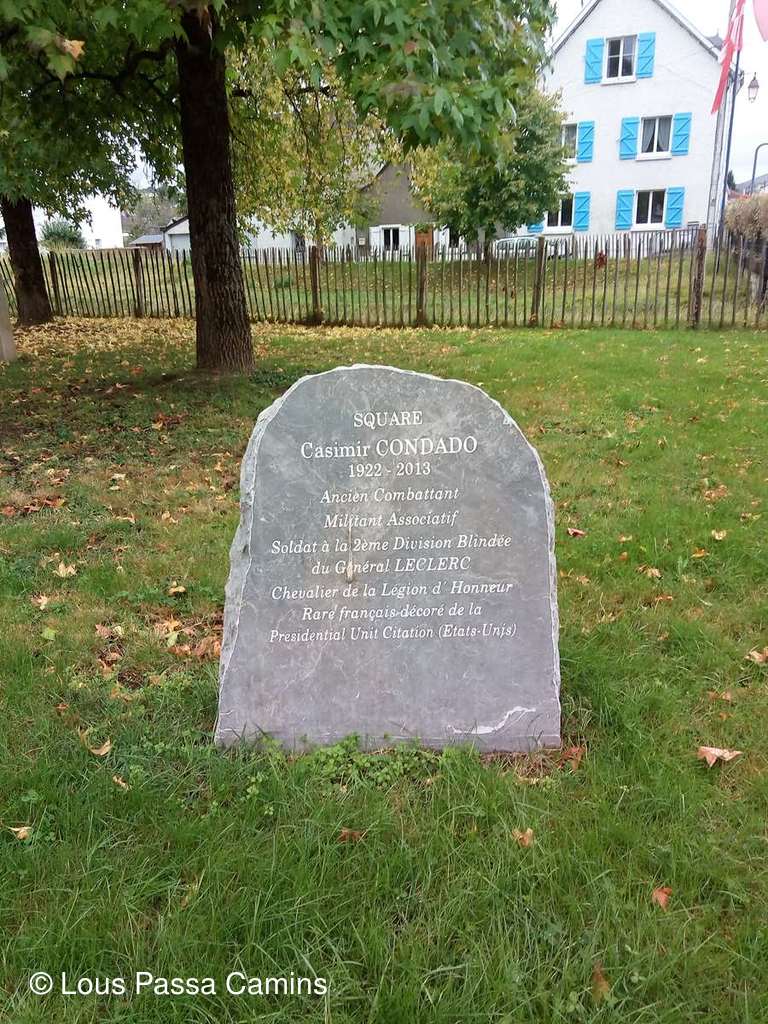 SQUARE
Casimir CONDADO
1922 - 2013
Ancien Combattant
Militant Associatif
Soldat à la 2ème Division Blindée
du Général LECLERC
Chevalier de la Légion d' Honneur
Rare français décoré de la
Presidential Unit Citation (Etats-Unis)
© Lous Passa Camins